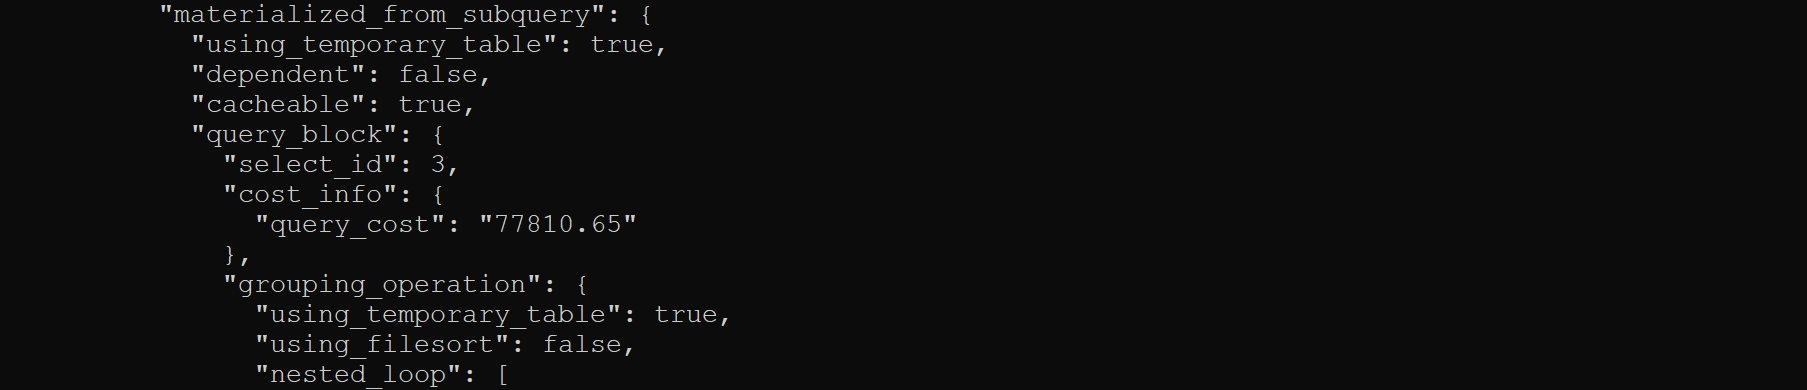 "materialized_from_subquery": {
"using_temporary_table": true,
"dependent": false,
"cacheable": true,
"query_block": {
"select_id": 3,
"cost_info": {
"query_cost": "77810.65"
},
"grouping_operation": {
"using_temporary_table": true,
"using_filesort": false,
"nested_loop": [